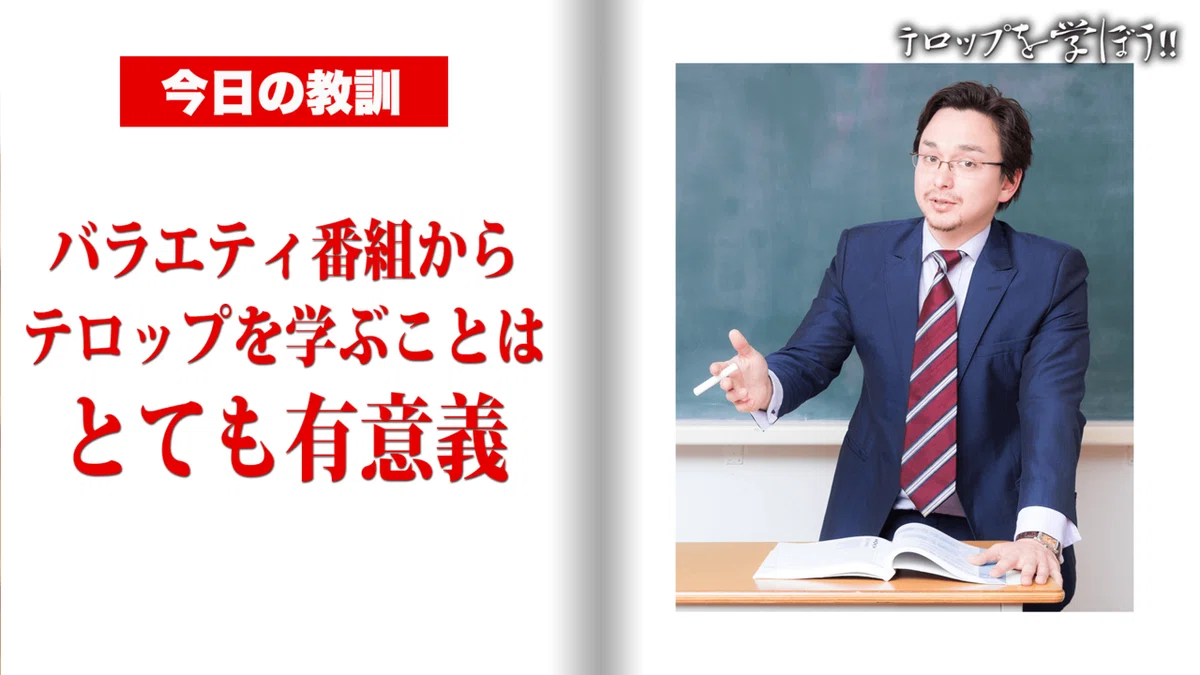 今日の教訓
バラエティ番組から
テロップを学ぶことは
とても有意義
テロップを学ぼう!!